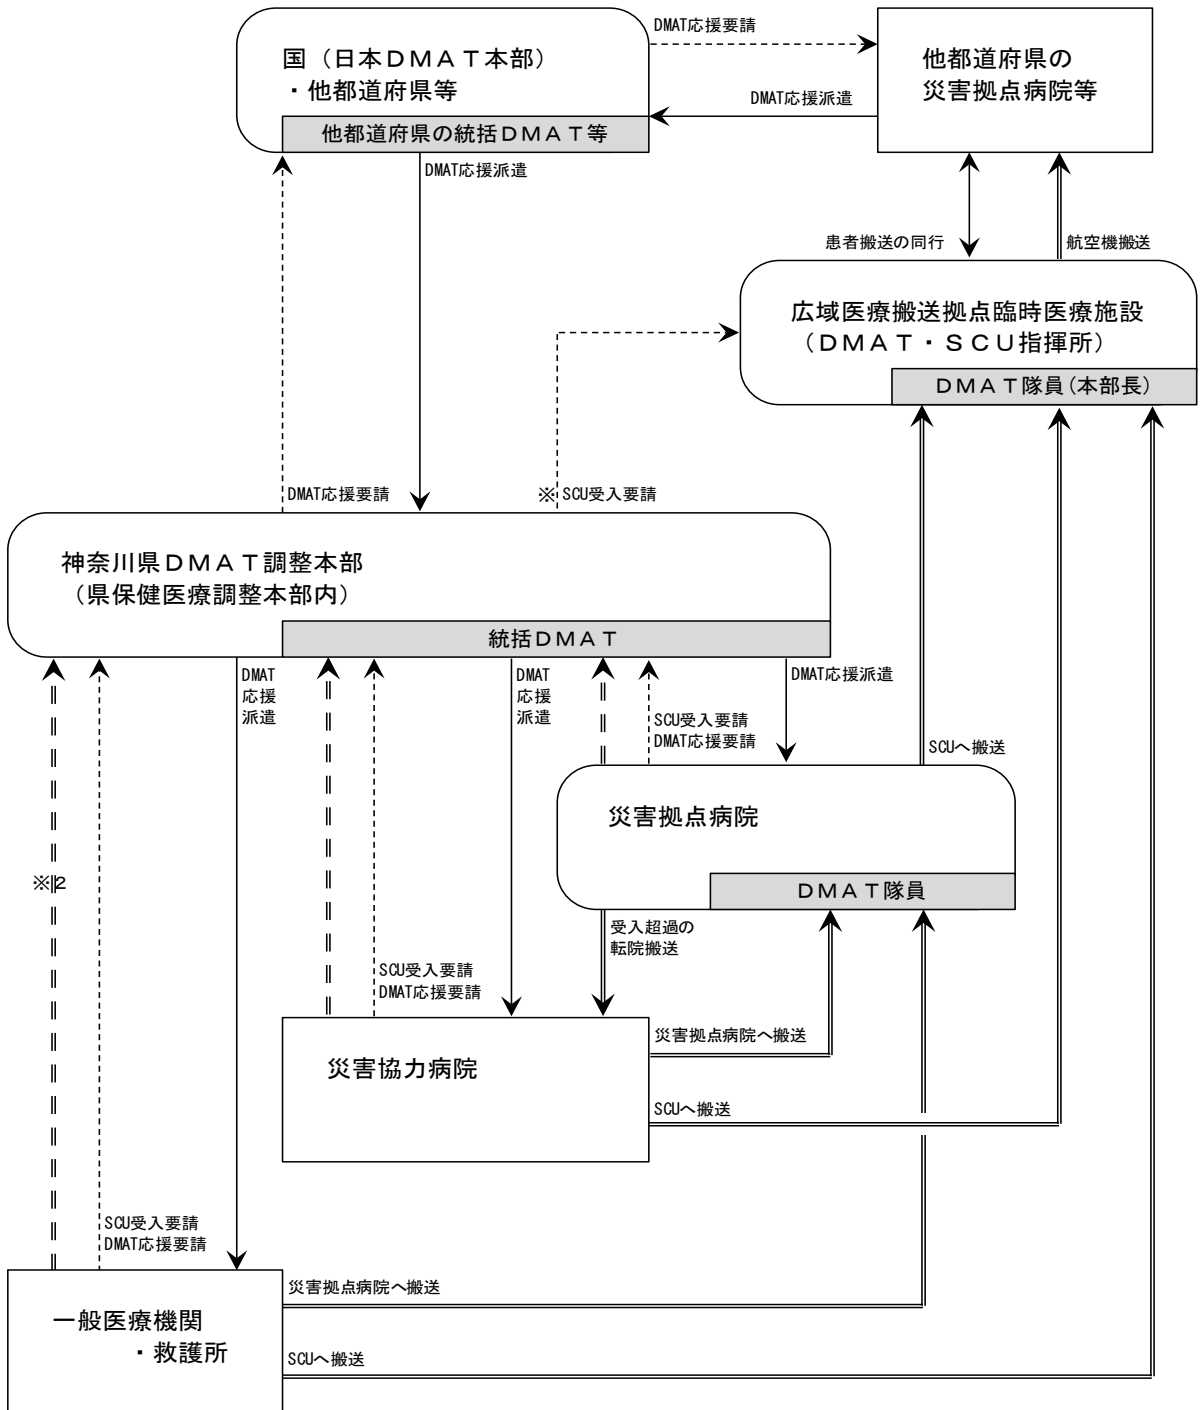 DMAT応援要請
国（日本ＤＭＡＴ本部）
・他都道府県等
他都道府県の
災害拠点病院等
DMAT応援派遣
他都道府県の統括ＤＭＡＴ等
DMAT応援派遣
患者搬送の同行
航空機搬送
広域医療搬送拠点臨時医療施設
（ＤＭＡＴ・ＳＣＵ指揮所）
ＤＭＡＴ隊員（本部長）
DMAT応援要請
※ SCU受入要請
神奈川県ＤＭＡＴ調整本部
（県保健医療調整本部内）
統括ＤＭＡＴ
DMAT
応援
派遣
DMAT
応援
派遣
DMAT応援派遣
SCU受入要請
DMAT応援要請
SCUへ搬送
災害拠点病院
ＤＭＡＴ隊員
※2
受入超過の
転院搬送
SCU受入要請
DMAT応援要請
災害協力病院
災害拠点病院へ搬送
SCUへ搬送
SCU受入要請
DMAT応援要請
一般医療機関
・救護所
災害拠点病院へ搬送
SCUへ搬送